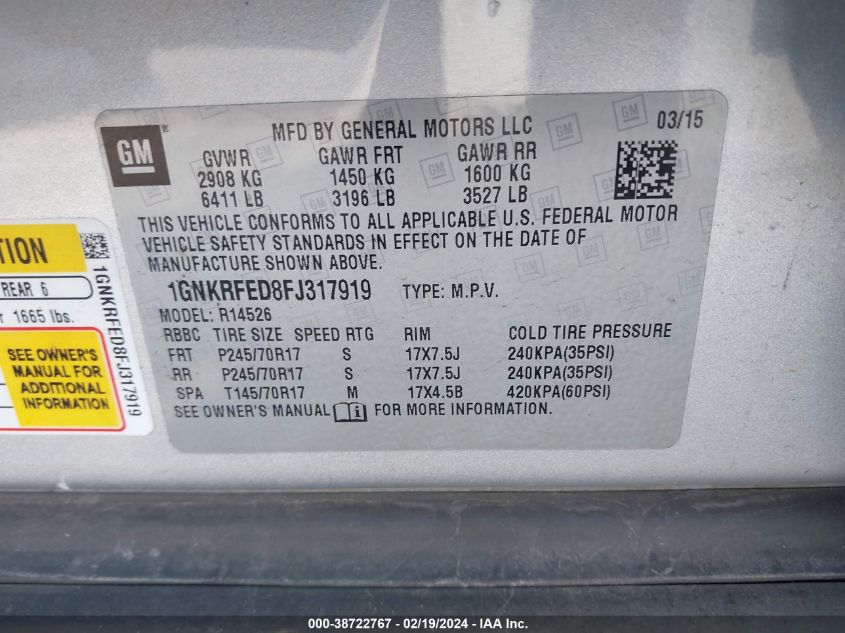 GM ®
MFD BY GENERAL MOTORS LLC
03/15
GVWR GAWR FRT GAWR RR
2908 KG 1450 KG 1600 KG
6411 LB 3196 LB 3527 LB
THIS VEHICLE CONFORMS TO ALL APPLICABLE U.S. FEDERAL MOTOR
VEHICLE SAFETY STANDARDS IN EFFECT ON THE DATE OF
MANUFACTURE SHOWN ABOVE.
1GNKRFED8FJ317919 TYPE: M.P.V.
MODEL: R14526
RBBC TIRE SIZE SPEED RTG RIM COLD TIRE PRESSURE
FRT P245/70R17 S 17X7.5J 240KPA(35PSI)
RR P245/70R17 S 17X7.5J 240KPA(35PSI)
SPA T145/70R17 M 17X4.5B 420KPA(60PSI)
SEE OWNER'S MANUAL FOR MORE INFORMATION.
REAR 6
1665 lbs.
SEE OWNER'S
MANUAL FOR
ADDITIONAL
INFORMATION
1GNKRFED8FJ317919
000-38722767 - 02/19/2024 - IAA Inc.